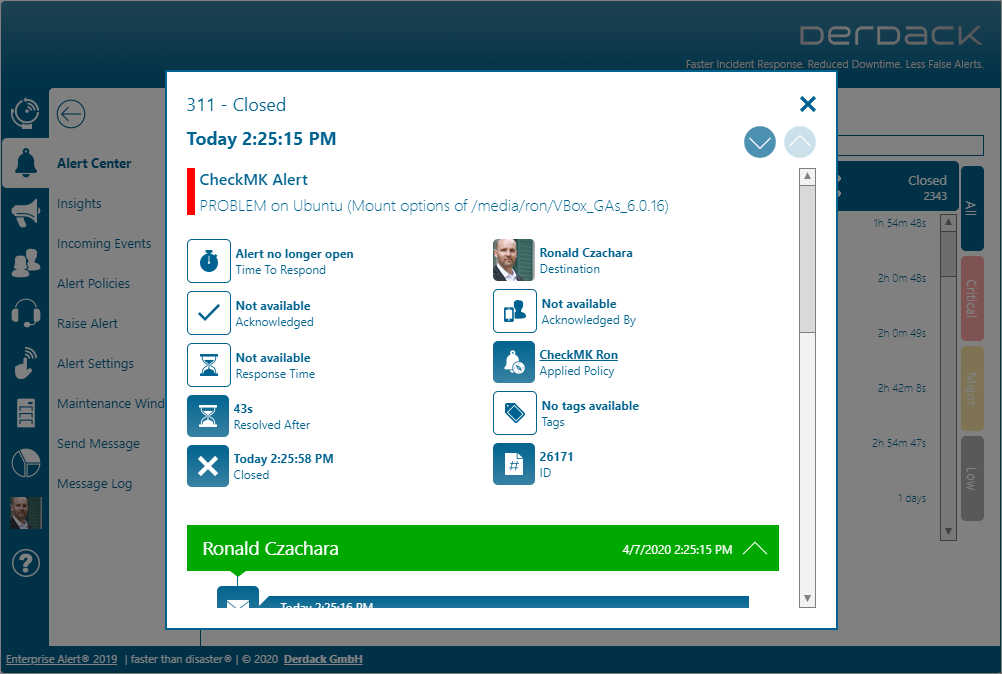 DERDACK
Faster Incident Response. Reduced Downtime. Less False Alerts.
311 - Closed
Today 2:25:15 PM
CheckMK Alert
PROBLEM on Ubuntu (Mount options of /media/ron/VBox_GAs_6.0.16)
Alert no longer open
Time To Respond
Ronald Czachara
Destination
Not available
Acknowledged
Not available
Acknowledged By
Not available
Response Time
CheckMK Ron
Applied Policy
43s
Resolved After
No tags available
Tags
Today 2:25:58 PM
Closed
#
26171
ID
Ronald Czachara
4/7/2020 2:25:15 PM
Today 2:25:16 PM
Alert Center
Insights
Incoming Events
Alert Policies
Raise Alert
Alert Settings
Maintenance Wind
Send Message
Message Log
?
Closed
2343
1h 54m 48s
2h 0m 48s
2h 0m 49s
2h 42m 8s
2h 54m 47s
1 days
All
Critical
Major
Low
Enterprise Alert® 2019 | faster than disaster® | © 2020 Derdack GmbH